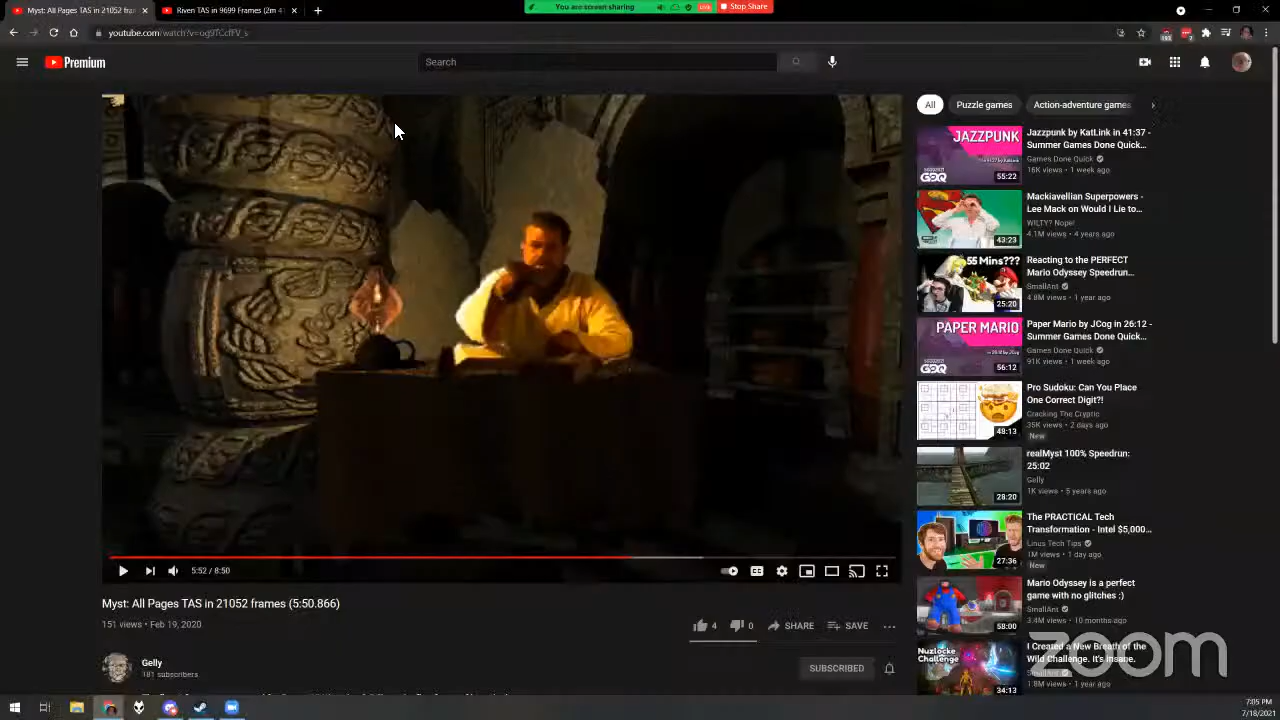 Myst: All Pages TAS in 21052 fram
Riven TAS in 9699 Frames (2m 4
You are screen sharing
Stop Share
youtube.com/watch?v=
Premium
Search
All
Puzzle games
Action-adventure games
JAZZPUNK
GDQ
55:22
Jazzpunk by KatLink in 41:37 -
Summer Games Done Quick...
Games Done Quick
16K views • 1 week ago
43:23
Mackiavellian Superpowers -
Lee Mack on Would I Lie to...
WILTY? Nope!
4.1M views • 4 years ago
55 Mins???
25:20
Reacting to the PERFECT
Mario Odyssey Speedrun...
SmallAnt
4.8M views • 1 year ago
PAPER MARIO
GDQ
56:12
Paper Mario by JCog in 26:12 -
Summer Games Done Quick...
Games Done Quick
91K views • 1 week ago
48:13
Pro Sudoku: Can You Place
One Correct Digit?!
Cracking The Cryptic
35K views • 2 days ago
New
28:20
realMyst 100% Speedrun:
25:02
Gelly
1K views • 5 years ago
27:36
The PRACTICAL Tech
Transformation - Intel $5,000...
Linus Tech Tips
1M views • 1 day ago
New
58:00
Mario Odyssey is a perfect
game with no glitches :)
SmallAnt
3.4M views • 10 months ago
Nuzlocke
Challenge
34:13
I Created a New Breath of the
Wild Challenge. It's Insane.
SmallAnt
1.8M views • 1 year ago
5:52 / 8:50
CC
Myst: All Pages TAS in 21052 frames (5:50.866)
151 views • Feb 19, 2020
4
0
SHARE
SAVE
Gelly
181 subscribers
SUBSCRIBED
zoom
7:05 PM
7/18/2021